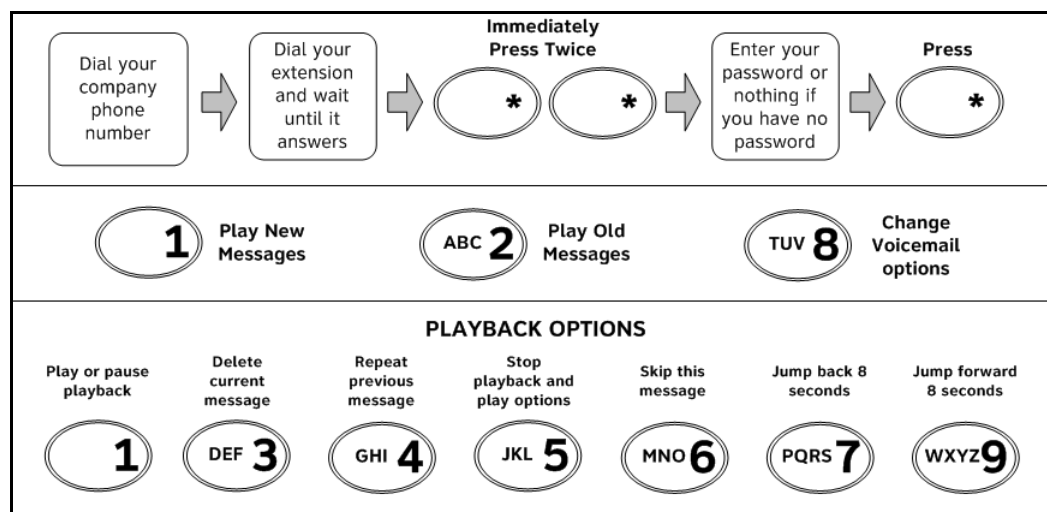 Dial your
company
phone
number
Dial your
extension
and wait
until it
answers
Immediately
Press Twice
*
*
Enter your
password or
nothing if
you have no
password
Press
*
1
Play New
Messages
ABC 2
Play Old
Messages
TUV 8
Change
Voicemail
options
PLAYBACK OPTIONS
Play or pause
playback
1
Delete
current
message
DEF 3
Repeat
previous
message
GHI 4
Stop
playback and
play options
JKL 5
Skip this
message
MNO 6
Jump back 8
seconds
PQRS 7
Jump forward
8 seconds
WXYZ 9